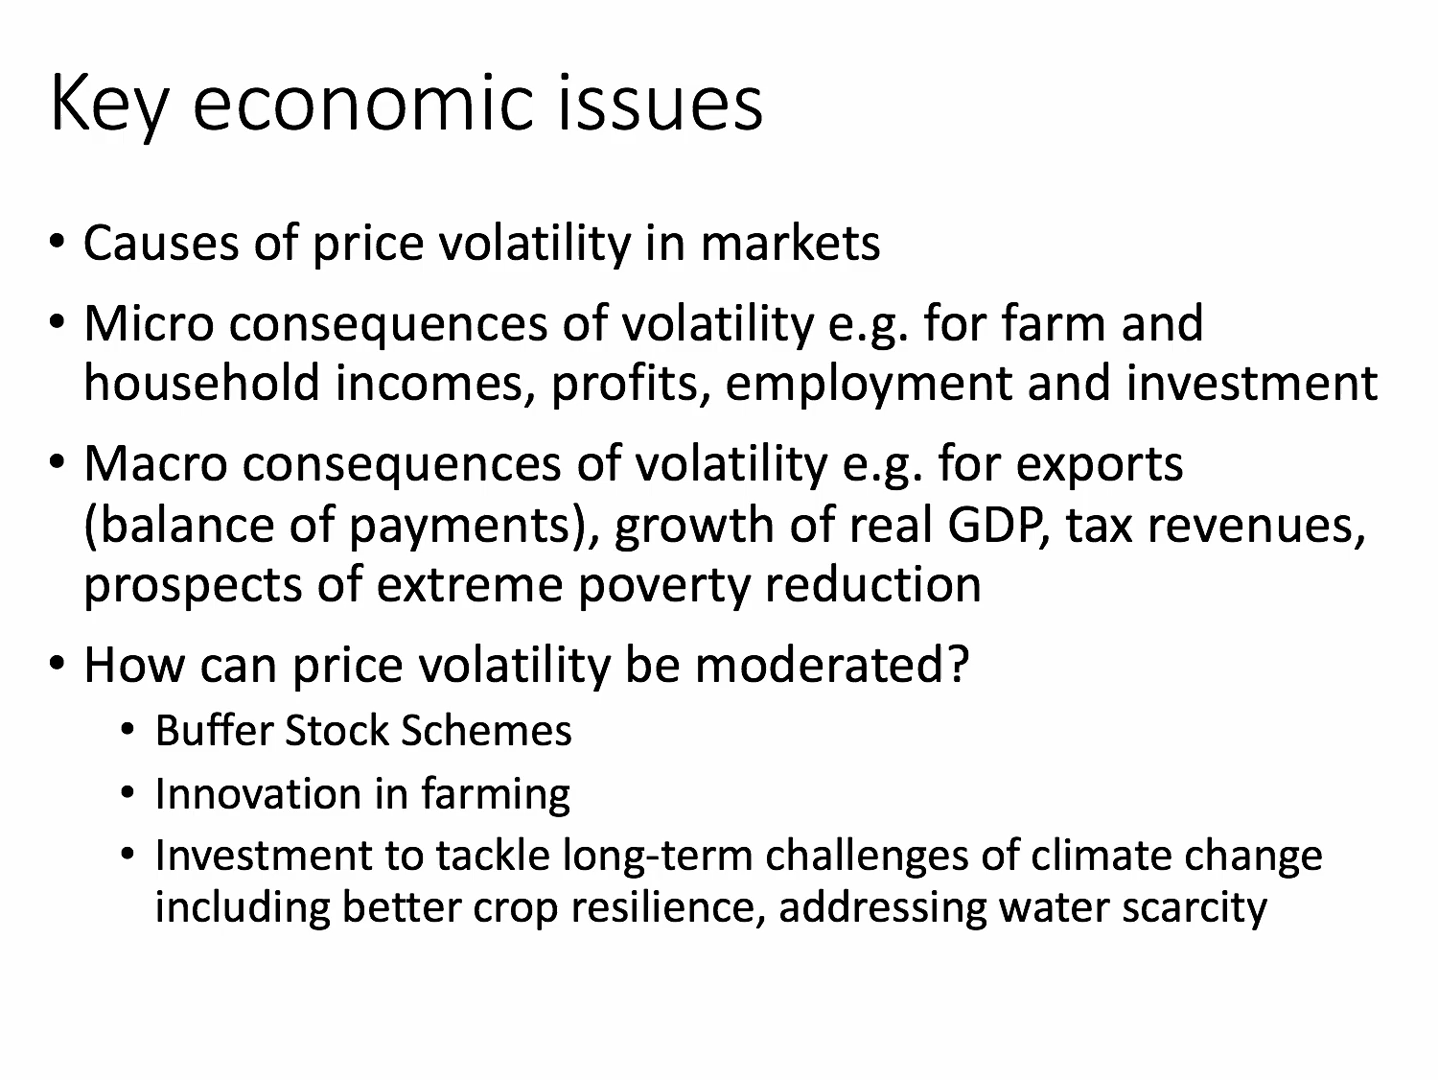 Key economic issues
• Causes of price volatility in markets
• Micro consequences of volatility e.g. for farm and
household incomes, profits, employment and investment
• Macro consequences of volatility e.g. for exports
(balance of payments), growth of real GDP, tax revenues,
prospects of extreme poverty reduction
• How can price volatility be moderated?
• Buffer Stock Schemes
• Innovation in farming
• Investment to tackle long-term challenges of climate change
including better crop resilience, addressing water scarcity